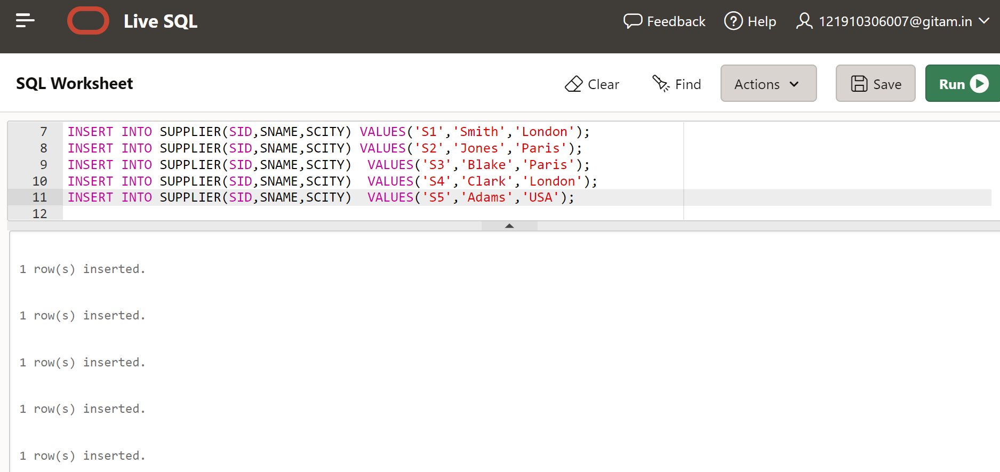 Live SQL Feedback Help 121910306007@gitam.in
SQL Worksheet Clear Find Actions Save Run
7 INSERT INTO SUPPLIER(SID,SNAME,SCITY) VALUES('S1','Smith','London');
8 INSERT INTO SUPPLIER(SID,SNAME,SCITY) VALUES('S2','Jones','Paris');
9 INSERT INTO SUPPLIER(SID,SNAME,SCITY)  VALUES('S3','Blake','Paris');
10 INSERT INTO SUPPLIER(SID,SNAME,SCITY)  VALUES('S4','Clark','London');
11 INSERT INTO SUPPLIER(SID,SNAME,SCITY)  VALUES('S5','Adams','USA');
12
1 row(s) inserted.
1 row(s) inserted.
1 row(s) inserted.
1 row(s) inserted.
1 row(s) inserted.